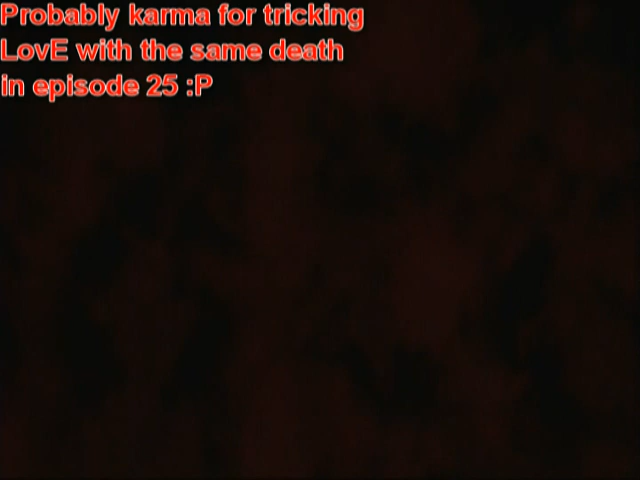 Probably karma for tricking
LovE with the same death
in episode 25 :P